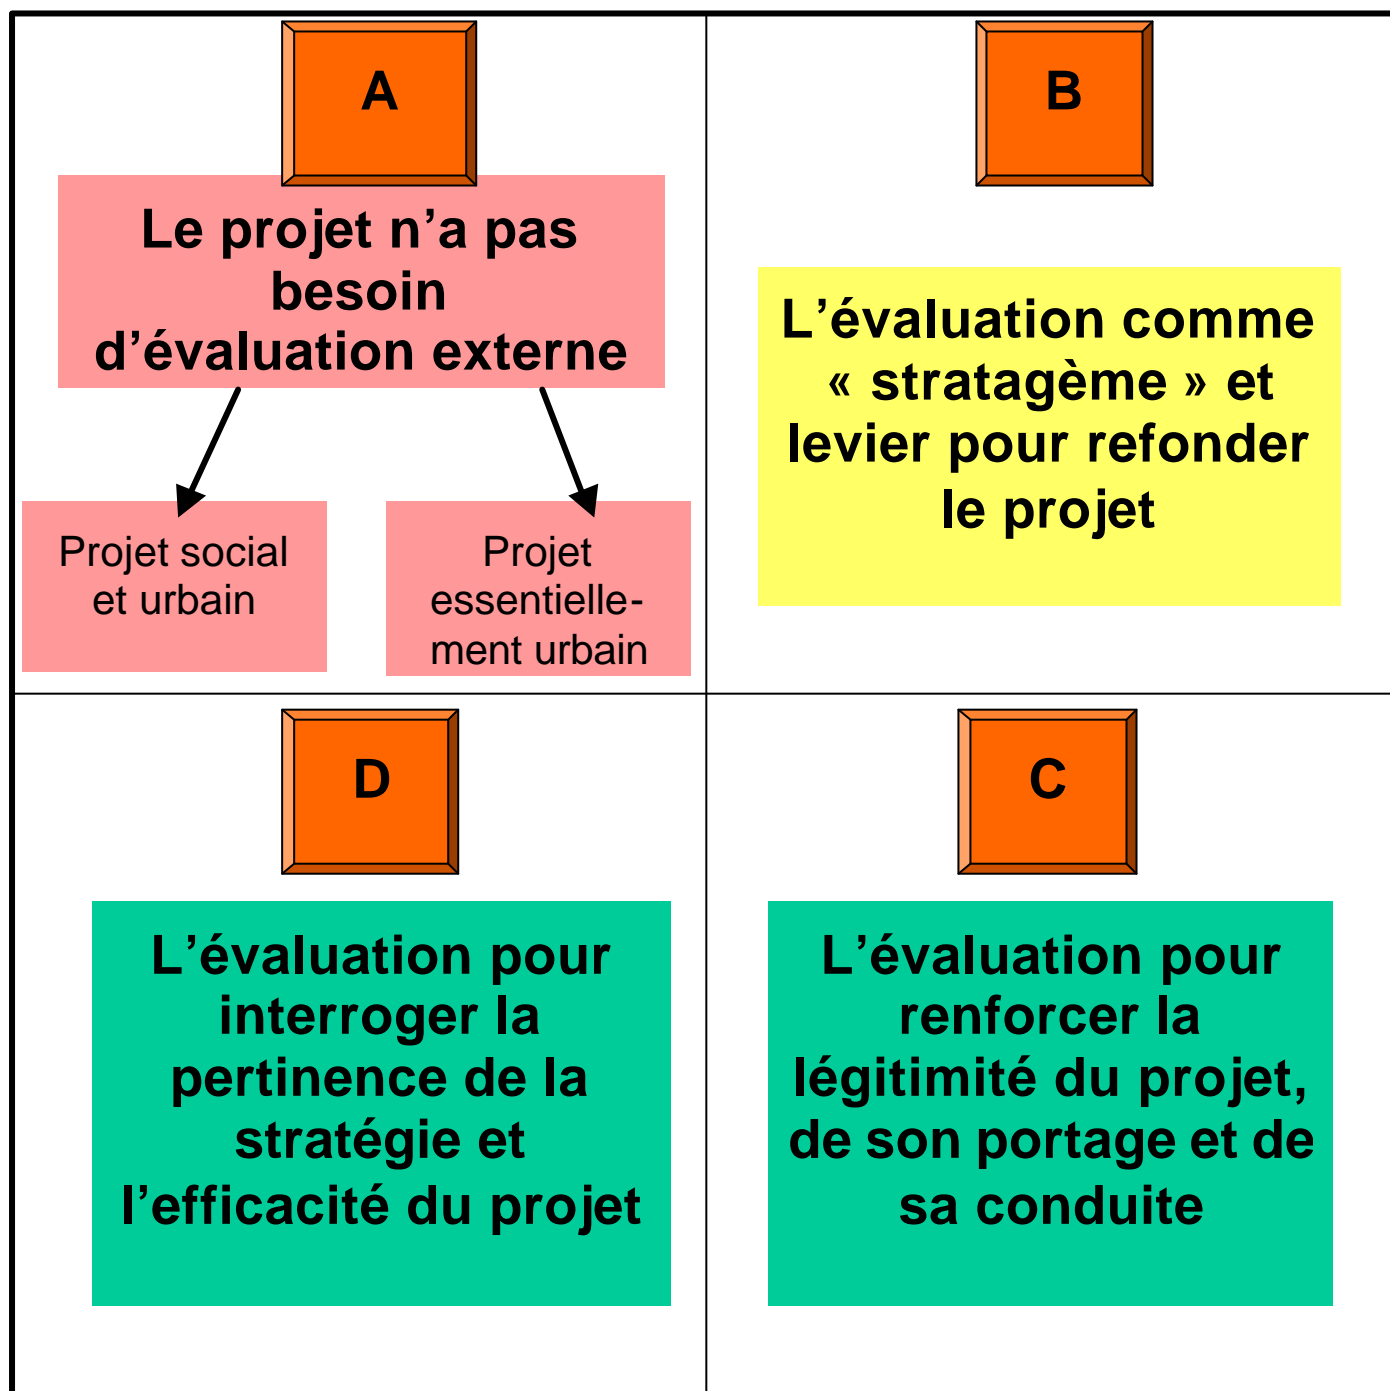 A
Le projet n’a pas
besoin
d’évaluation externe
Projet social
et urbain
Projet
essentielle-
ment urbain
B
L’évaluation comme
« stratagème » et
levier pour refonder
le projet
D
L’évaluation pour
interroger la
pertinence de la
stratégie et
l’efficacité du projet
C
L’évaluation pour
renforcer la
légitimité du projet,
de son portage et de
sa conduite